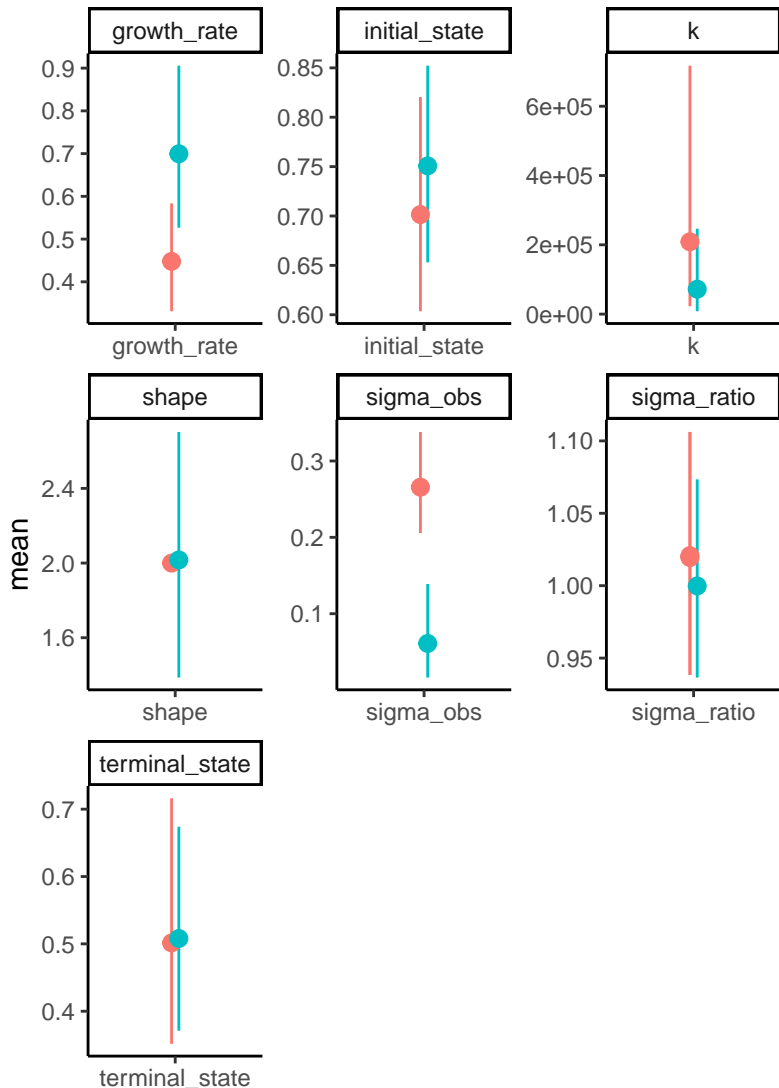 growth_rate
initial_state
k
0.9
0.8
0.7
0.6
0.5
0.4
0.85
0.80
0.75
0.70
0.65
0.60
6e+05
4e+05
2e+05
0e+00
growth_rate
initial_state
k
shape
sigma_obs
sigma_ratio
mean
2.4
2.0
1.6
0.3
0.2
0.1
1.10
1.05
1.00
0.95
shape
sigma_obs
sigma_ratio
terminal_state
0.7
0.6
0.5
0.4
terminal_state